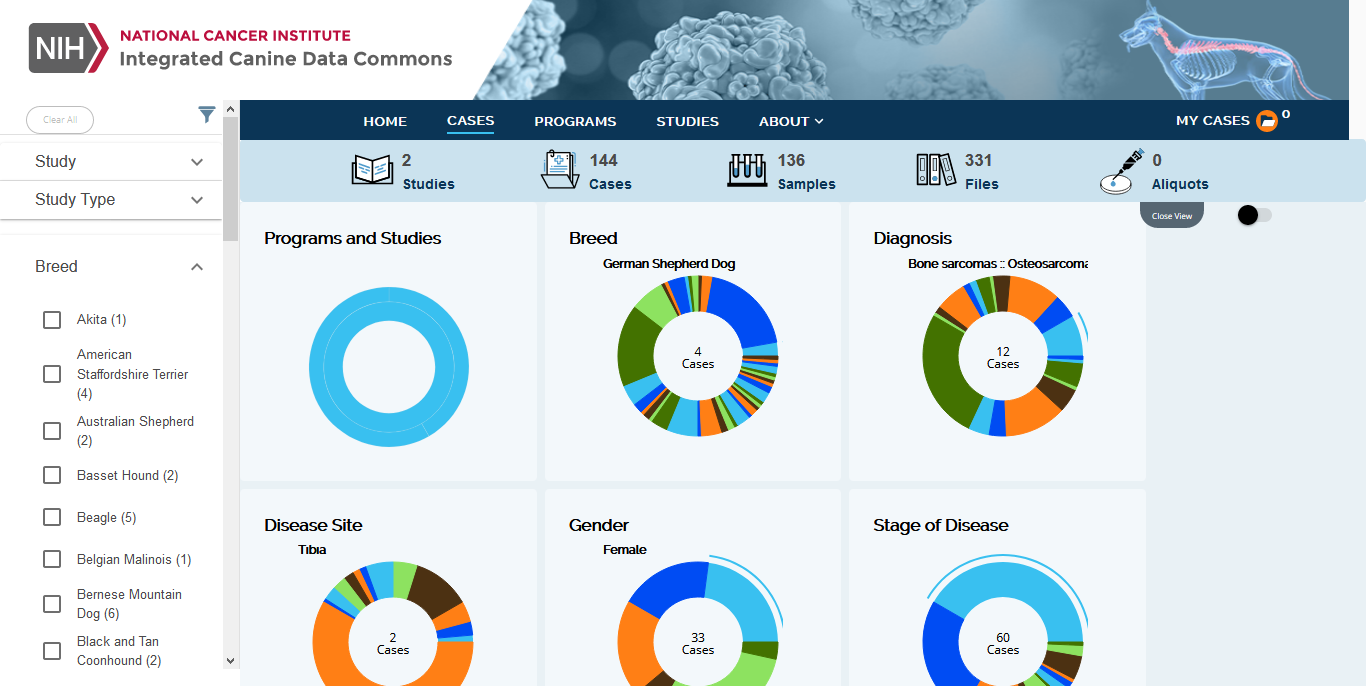 NIH
NATIONAL CANCER INSTITUTE
Integrated Canine Data Commons
Clear All
HOME
CASES
PROGRAMS
STUDIES
ABOUT
MY CASES
0
2
Studies
144
Cases
136
Samples
331
Files
0
Aliquots
Close View
Study
Study Type
Breed
Akita (1)
American
Staffordshire Terrier
(4)
Australian Shepherd
(2)
Basset Hound (2)
Beagle (5)
Belgian Malinois (1)
Bernese Mountain
Dog (6)
Black and Tan
Coonhound (2)
Programs and Studies
Breed
German Shepherd Dog
4
Cases
Diagnosis
Bone sarcomas :: Osteosarcoma
12
Cases
Disease Site
Tibia
2
Cases
Gender
Female
33
Cases
Stage of Disease
60
Cases